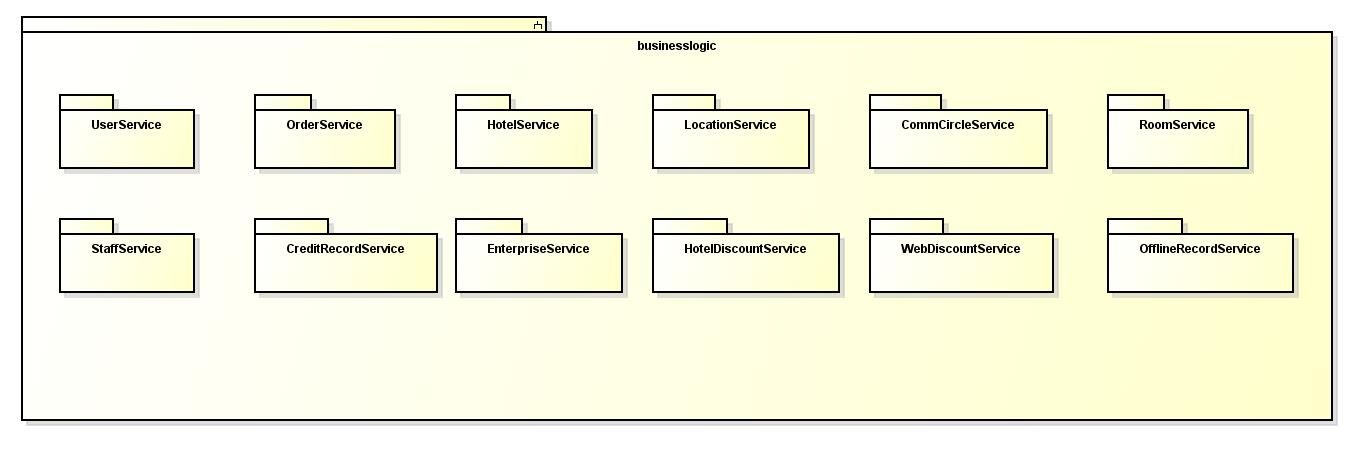 businesslogic
UserService
OrderService
HotelService
LocationService
CommCircleService
RoomService
StaffService
CreditRecordService
EnterpriseService
HotelDiscountService
WebDiscountService
OfflineRecordService